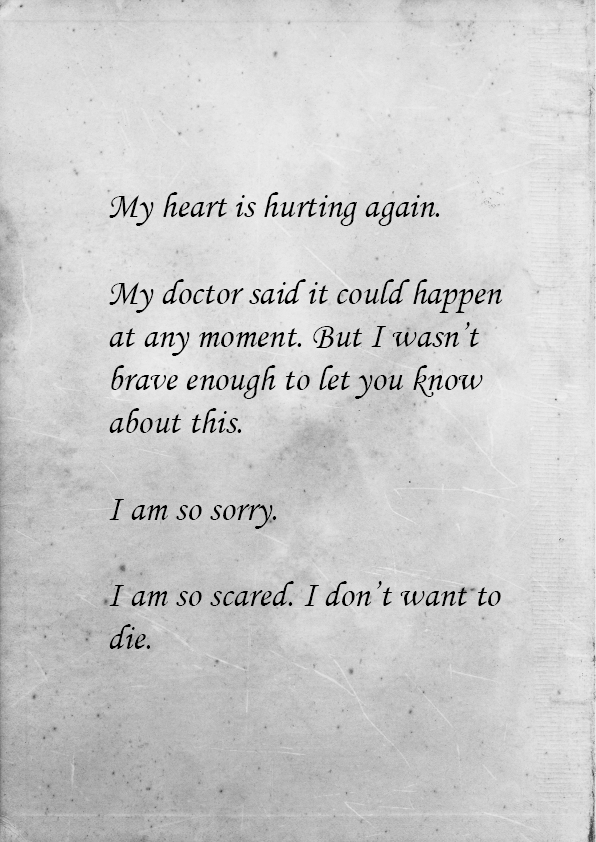 My heart is hurting again.
My doctor said it could happen
at any moment. But I wasn't
brave enough to let you know
about this.
I am so sorry.
I am so scared. I don't want to
die.